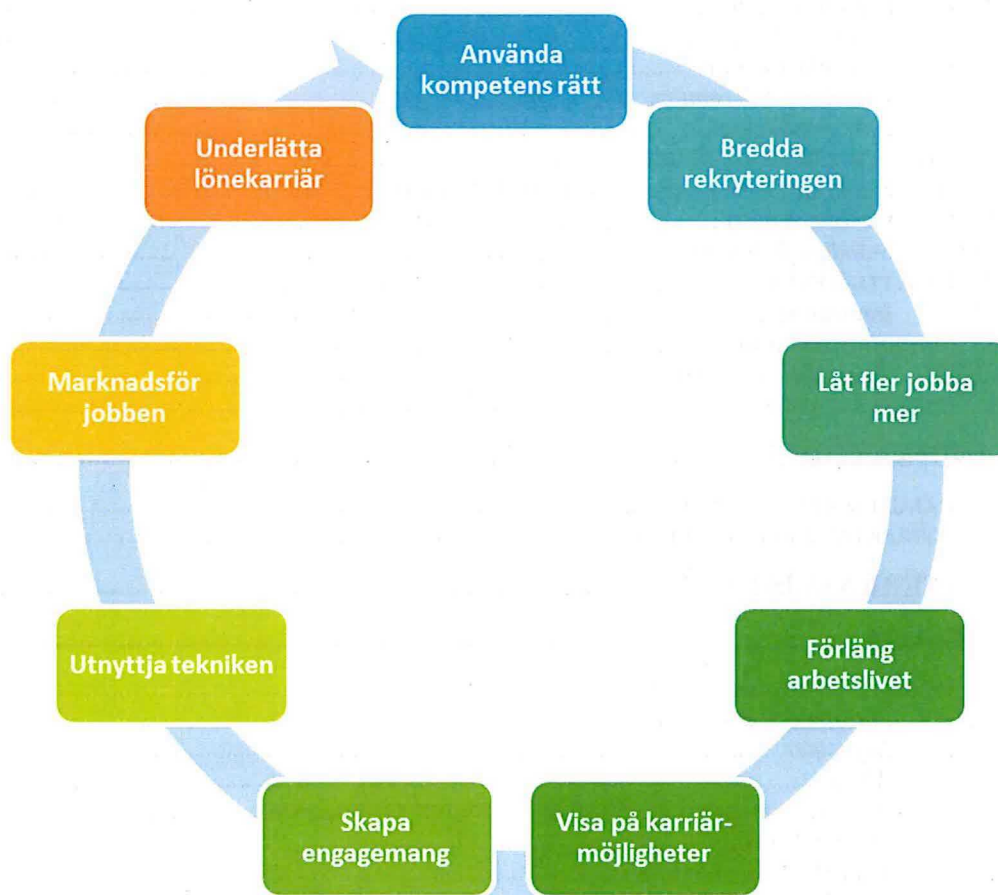 Använda
kompetens rätt
Bredda
rekryteringen
Låt fler jobba
mer
Förläng
arbetslivet
Visa på karriär-
möjligheter
Skapa
engagemang
Utnyttja tekniken
Marknadsför
jobben
Underlätta
lönekarriär